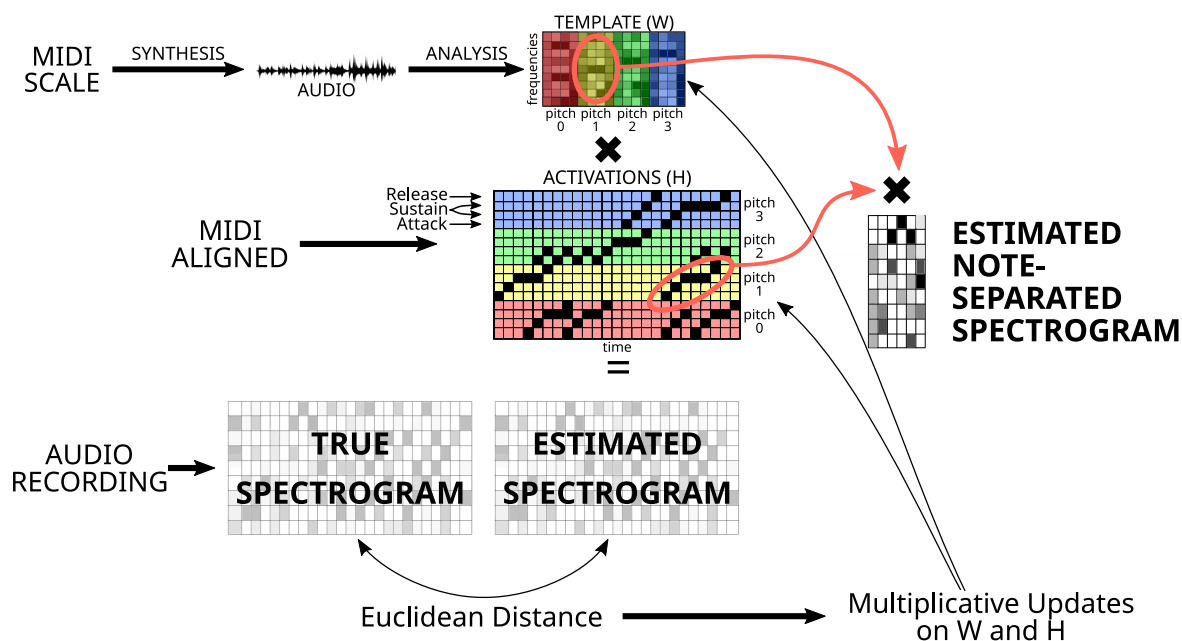 TEMPLATE (W)
MIDI
SCALE
SYNTHESIS
AUDIO
ANALYSIS
frequencies
pitch
0
pitch
1
pitch
2
pitch
3
ACTIVATIONS (H)
Release
Sustain
Attack
MIDI
ALIGNED
pitch
3
pitch
2
pitch
1
pitch
0
time
=
ESTIMATED
NOTE-
SEPARATED
SPECTROGRAM
AUDIO
RECORDING
TRUE
SPECTROGRAM
ESTIMATED
SPECTROGRAM
Euclidean Distance
Multiplicative Updates
on W and H